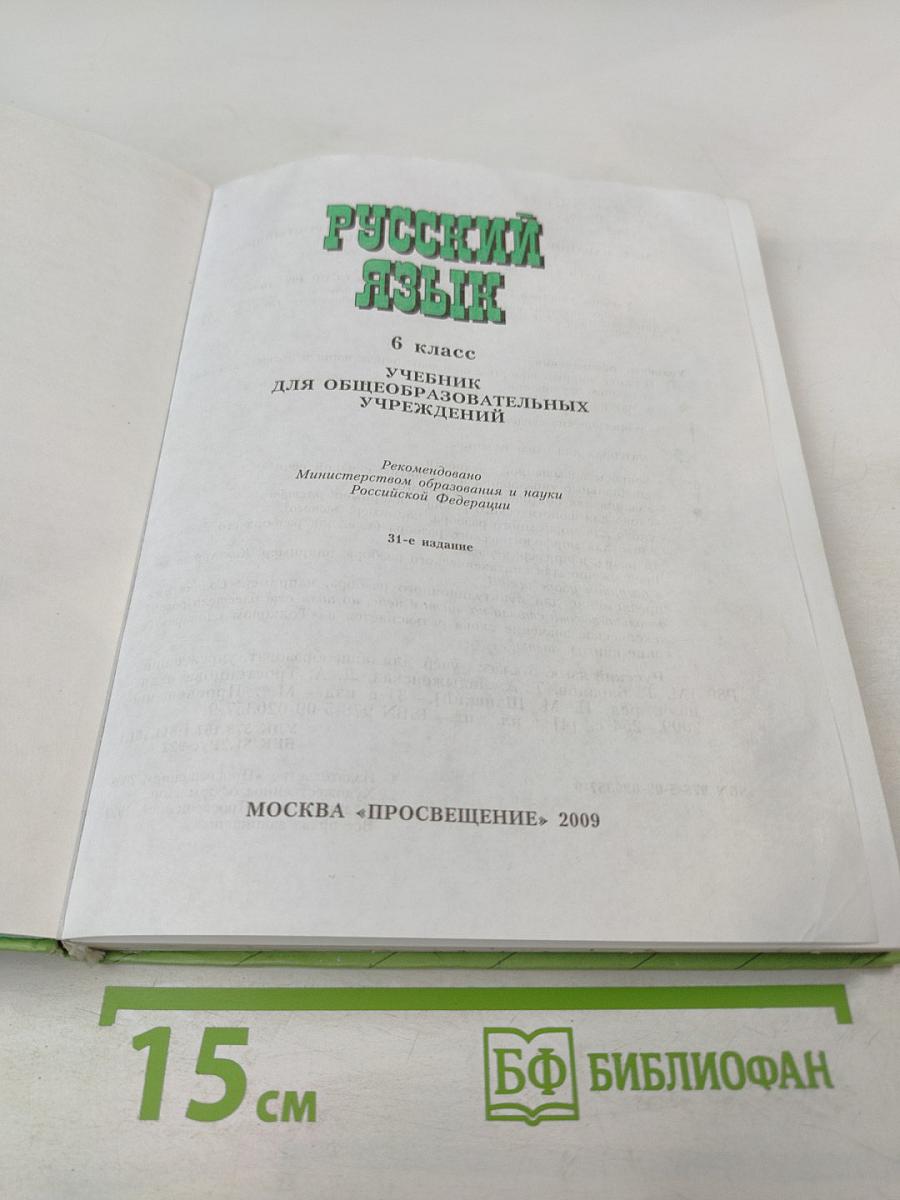 РУССКИЙ
ЯЗЫК
6 класс
УЧЕБНИК
ДЛЯ ОБЩЕОБРАЗОВАТЕЛЬНЫХ
УЧРЕЖДЕНИЙ
Рекомендовано
Министерством образования и науки
Российской Федерации
31-е издание
МОСКВА «ПРОСВЕЩЕНИЕ» 2009
15 см
БФ БИБЛИОФАН